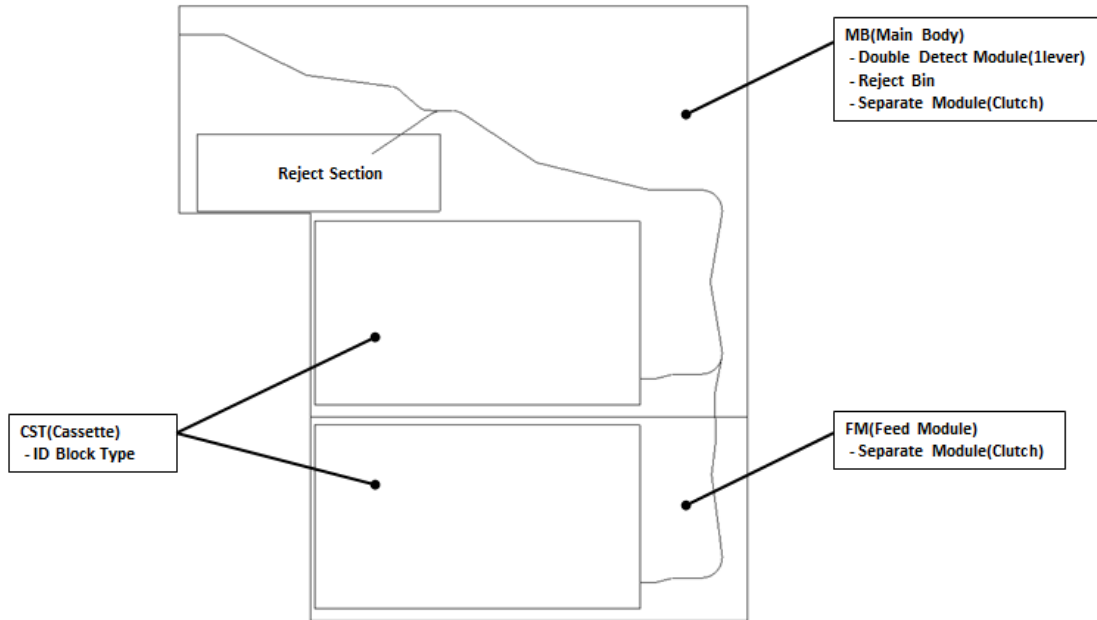 MB(Main Body)
- Double Detect Module(1lever)
- Reject Bin
- Separate Module(Clutch)
Reject Section
CST(Cassette)
- ID Block Type
FM(Feed Module)
- Separate Module(Clutch)